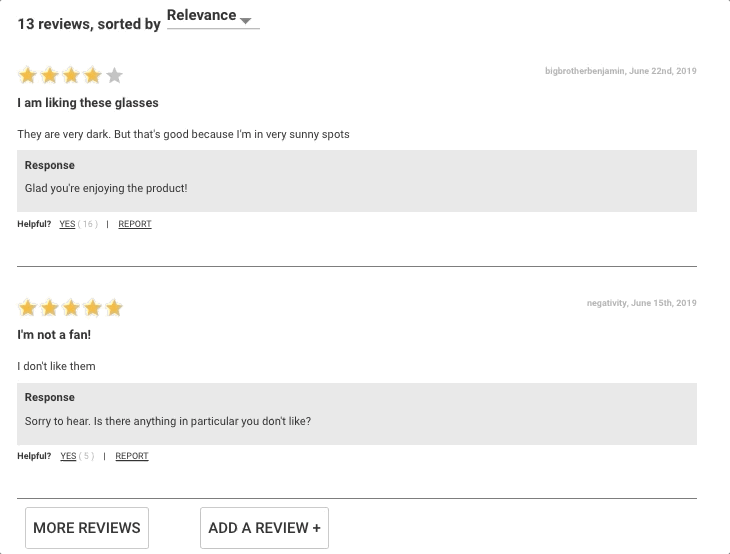 13 reviews, sorted by Relevance
bigbrotherbenjamin, June 22nd, 2019
I am liking these glasses
They are very dark. But that's good because I'm in very sunny spots
Response
Glad you're enjoying the product!
Helpful? YES ( 16 ) | REPORT
negativity, June 15th, 2019
I'm not a fan!
I don't like them
Response
Sorry to hear. Is there anything in particular you don't like?
Helpful? YES ( 5 ) | REPORT
MORE REVIEWS ADD A REVIEW +